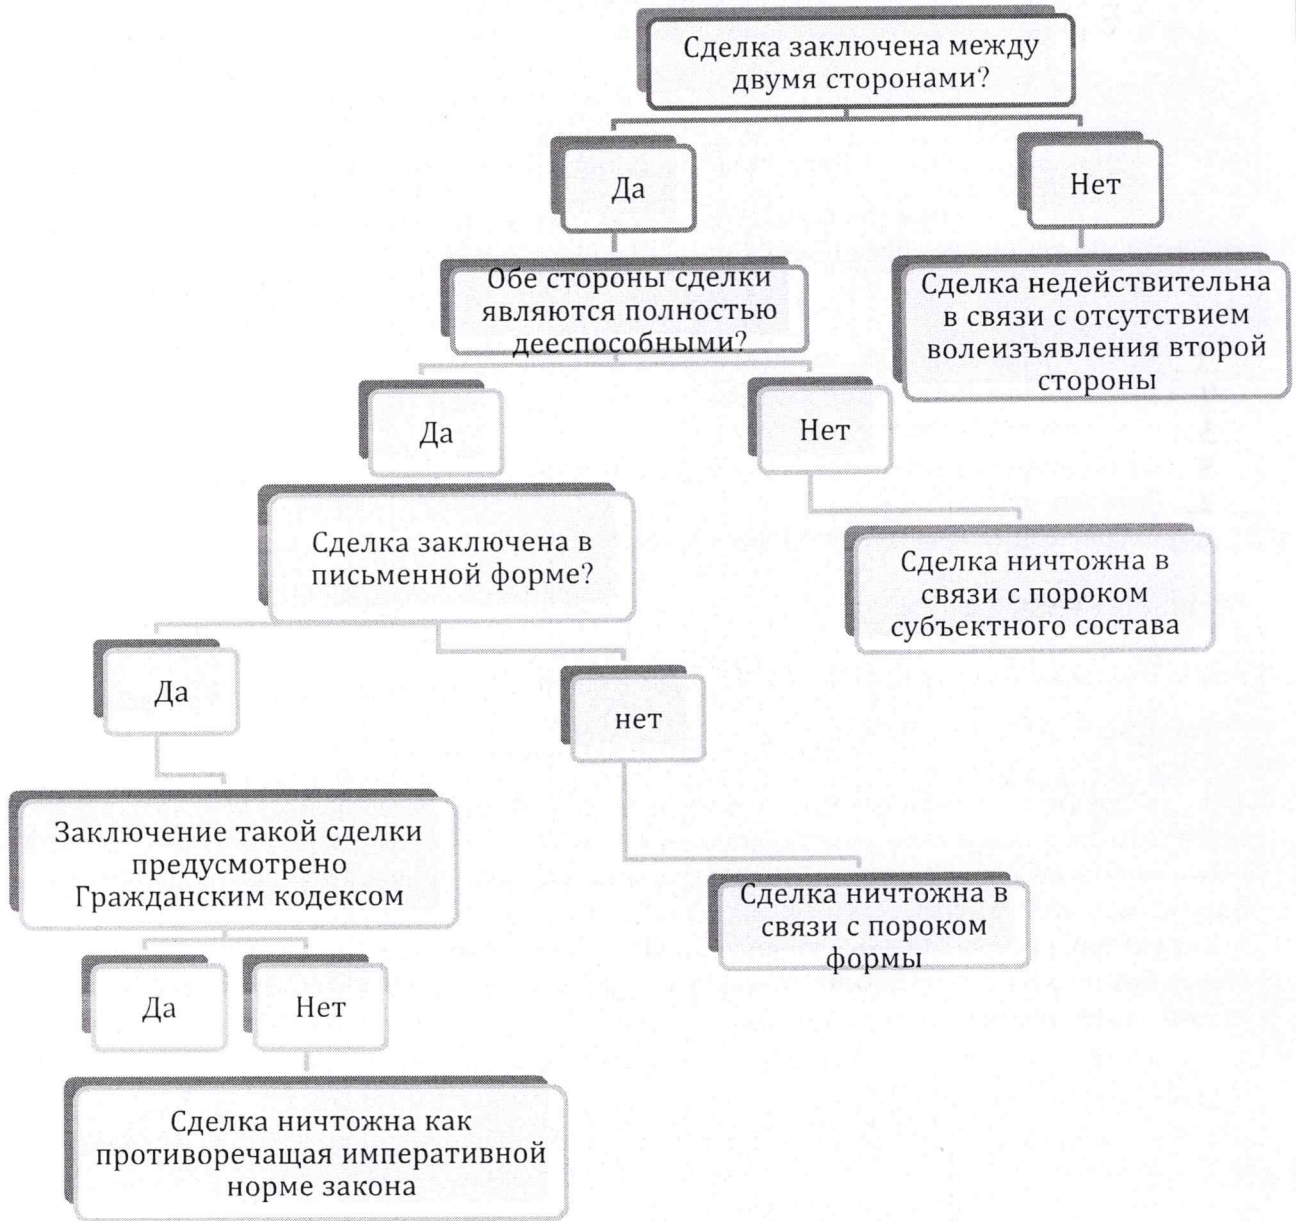 Сделка заключена между
двумя сторонами?
Да
Нет
Обе стороны сделки
являются полностью
дееспособными?
Сделка недействительна
в связи с отсутствием
волеизъявления второй
стороны
Да
Нет
Сделка заключена в
письменной форме?
Сделка ничтожна в
связи с пороком
субъектного состава
Да
нет
Заключение такой сделки
предусмотрено
Гражданским кодексом
Сделка ничтожна в
связи с пороком
формы
Да
Нет
Сделка ничтожна как
противоречащая императивной
норме закона